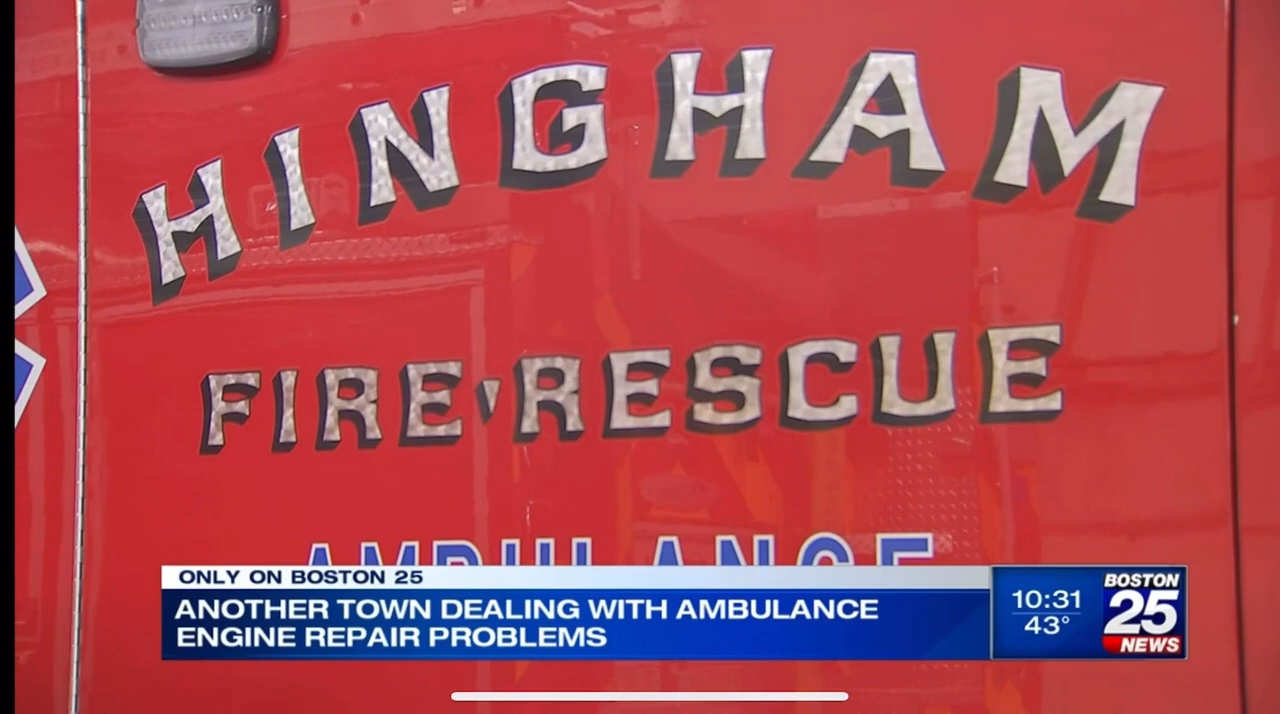 HINGHAM
FIRE RESCUE
AMBULANCE
ONLY ON BOSTON 25
ANOTHER TOWN DEALING WITH AMBULANCE
ENGINE REPAIR PROBLEMS
10:31
43°
BOSTON
25
NEWS